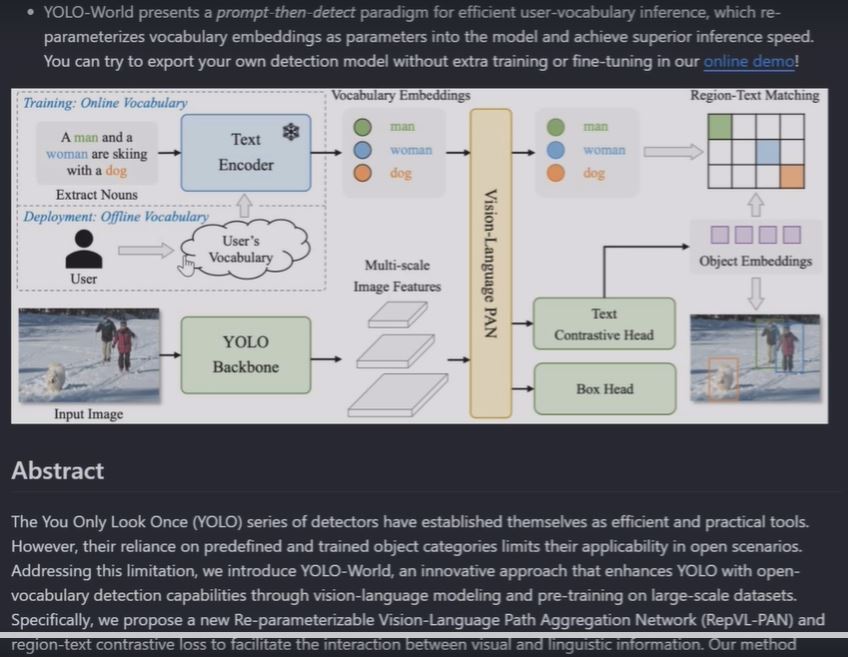 • YOLO-World presents a prompt-then-detect paradigm for efficient user-vocabulary inference, which re-
parameterizes vocabulary embeddings as parameters into the model and achieve superior inference speed.
You can try to export your own detection model without extra training or fine-tuning in our online demo!
Training: Online Vocabulary
Vocabulary Embeddings
Region-Text Matching
A man and a
woman are skiing
with a dog
Extract Nouns
Text
Encoder
man
woman
dog
man
woman
dog
Deployment: Offline Vocabulary
User
User's
Vocabulary
Vision-Language PAN
Multi-scale
Image Features
Object Embeddings
Text
Contrastive Head
YOLO
Backbone
Box Head
Input Image
Abstract
The You Only Look Once (YOLO) series of detectors have established themselves as efficient and practical tools.
However, their reliance on predefined and trained object categories limits their applicability in open scenarios.
Addressing this limitation, we introduce YOLO-World, an innovative approach that enhances YOLO with open-
vocabulary detection capabilities through vision-language modeling and pre-training on large-scale datasets.
Specifically, we propose a new Re-parameterizable Vision-Language Path Aggregation Network (RepVL-PAN) and
region-text contrastive loss to facilitate the interaction between visual and linguistic information. Our method